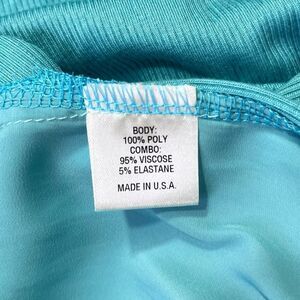 BODY:
100% POLY
COMBO:
95% VISCOSE
5% ELASTANE
MADE IN U.S.A.